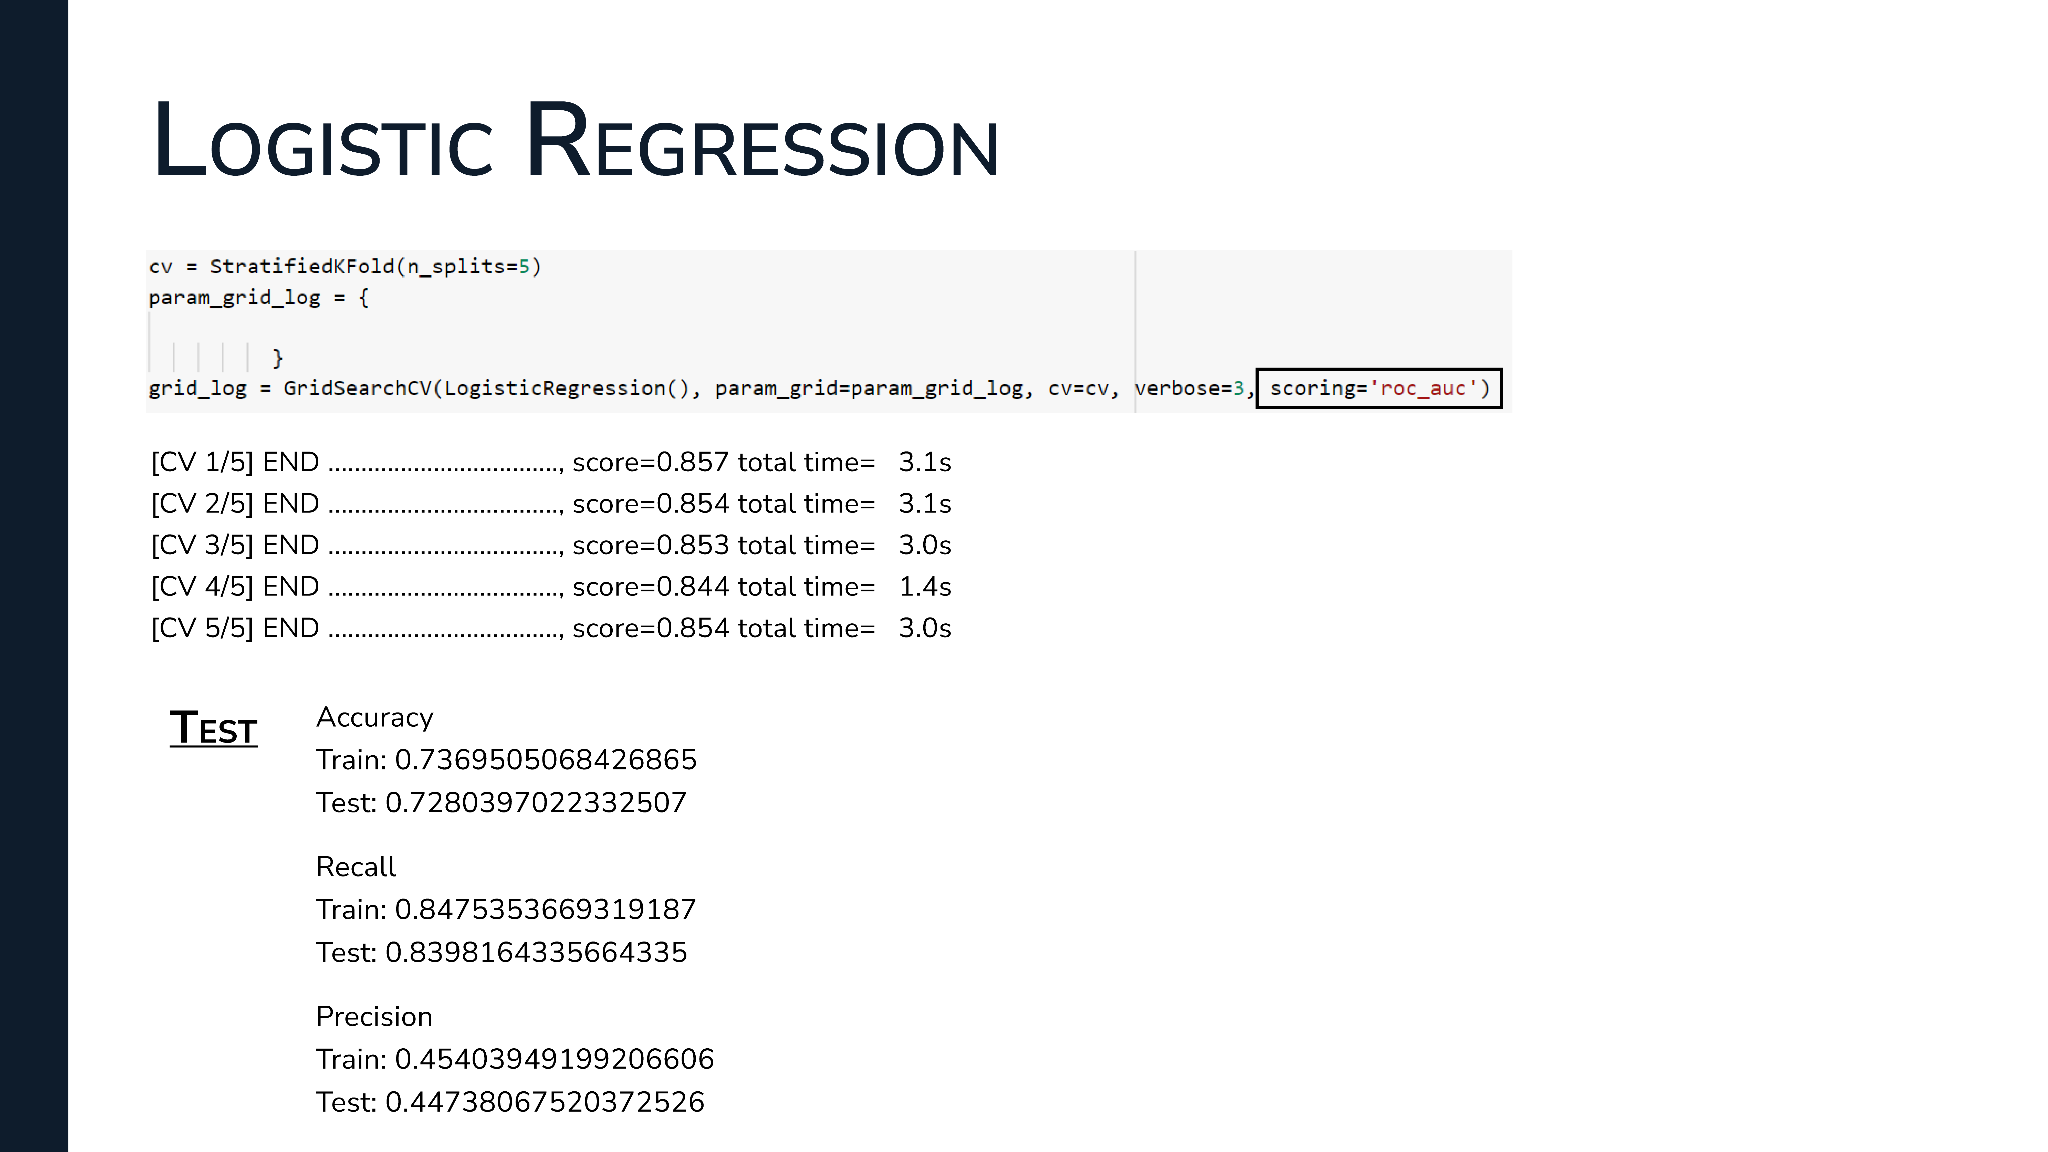 Logistic Regression
cv = StratifiedKFold(n_splits=5)
param_grid_log = {
}
grid_log = GridSearchCV(LogisticRegression(), param_grid=param_grid_log, cv=cv, verbose=3, scoring='roc_auc')
[CV 1/5] END ..................................., score=0.857 total time=   3.1s
[CV 2/5] END ..................................., score=0.854 total time=   3.1s
[CV 3/5] END ..................................., score=0.853 total time=   3.0s
[CV 4/5] END ..................................., score=0.844 total time=   1.4s
[CV 5/5] END ..................................., score=0.854 total time=   3.0s
Test
Accuracy
Train: 0.7369505068426865
Test: 0.7280397022332507
Recall
Train: 0.8475353669319187
Test: 0.8398164335664335
Precision
Train: 0.45403949199206606
Test: 0.44738067520372526